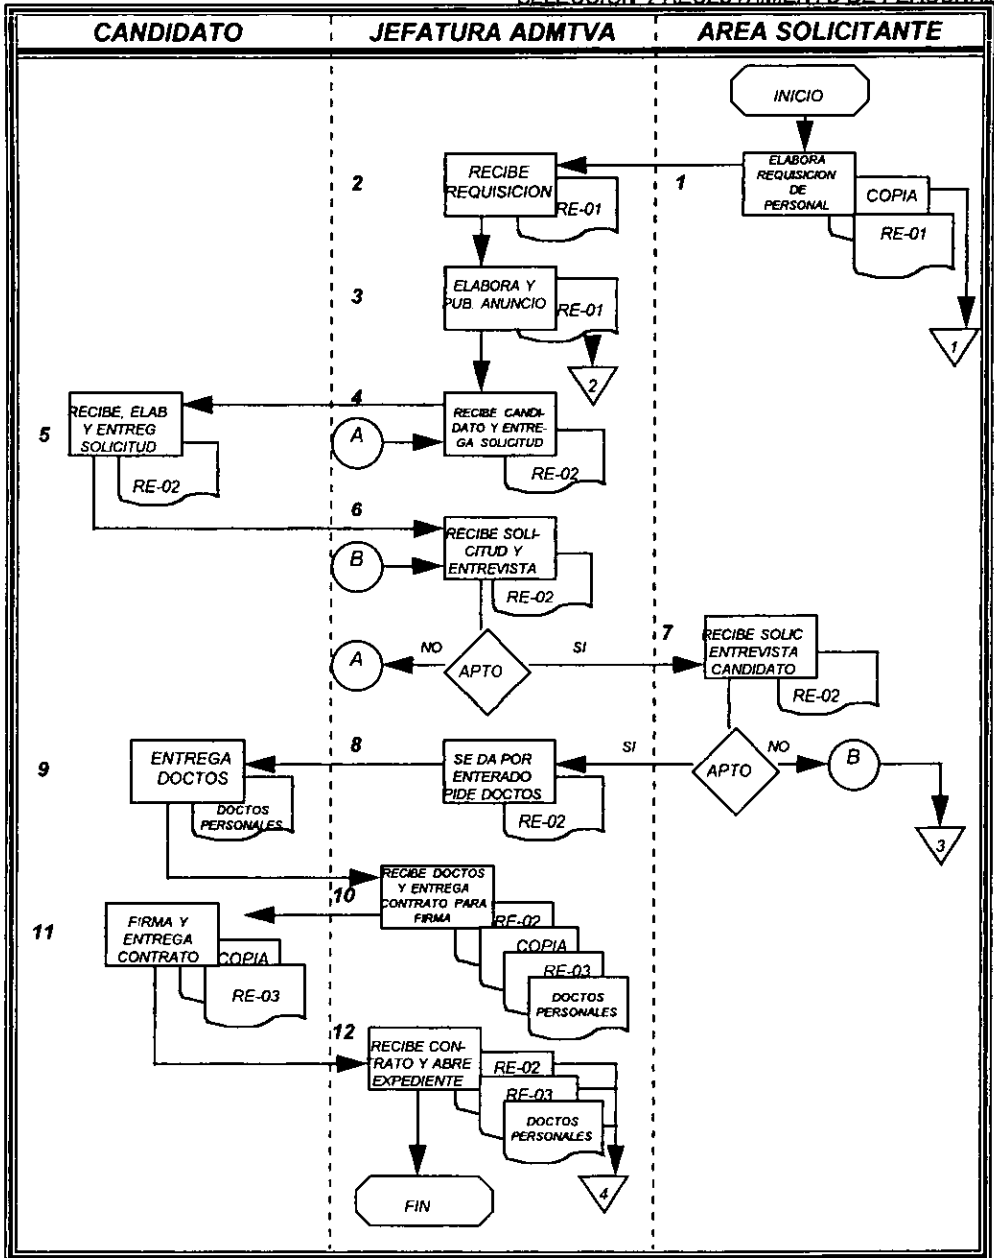 CANDIDATO
JEFATURA ADMTVA
AREA SOLICITANTE
INICIO
1
ELABORA
REQUISICION
DE
PERSONAL
COPIA
RE-01
1
2
RECIBE
REQUISICION
RE-01
3
ELABORA Y
PUB. ANUNCIO
RE-01
2
4
RECIBE CANDI-
DATO Y ENTRE-
GA SOLICITUD
RE-02
A
5
RECIBE, ELAB
Y ENTREG
SOLICITUD
RE-02
6
RECIBE SOLI-
CITUD Y
ENTREVISTA
RE-02
B
APTO
NO
A
SI
7
RECIBE SOLIC
ENTREVISTA
CANDIDATO
RE-02
APTO
NO
B
3
SI
8
SE DA POR
ENTERADO
PIDE DOCTOS
RE-02
9
ENTREGA
DOCTOS
DOCTOS
PERSONALES
10
RECIBE DOCTOS
Y ENTREGA
CONTRATO PARA
FIRMA
RE-02
COPIA
RE-03
DOCTOS
PERSONALES
11
FIRMA Y
ENTREGA
CONTRATO
COPIA
RE-03
12
RECIBE CON-
TRATO Y ABRE
EXPEDIENTE
RE-02
RE-03
DOCTOS
PERSONALES
4
FIN